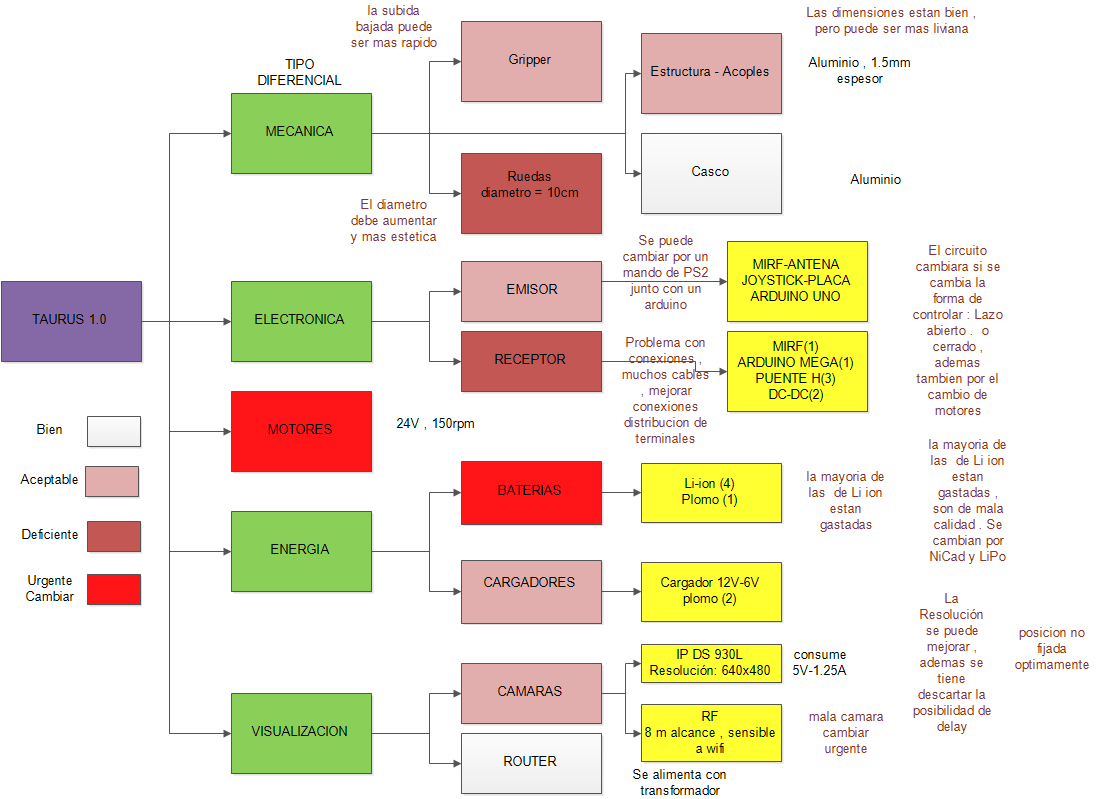 la subida
bajada puede
ser mas rapido
Las dimensiones estan bien ,
pero puede ser mas liviana
Gripper
Estructura - Acoples
Aluminio , 1.5mm
espesor
TIPO
DIFERENCIAL
MECANICA
Ruedas
diametro = 10cm
Casco
Aluminio
El diametro
debe aumentar
y mas estetica
Se puede
cambiar por un
mando de PS2
junto con un
arduino
EMISOR
MIRF-ANTENA
JOYSTICK-PLACA
ARDUINO UNO
El circuito
cambiara si se
cambia la
forma de
controlar : Lazo
abierto . o
cerrado ,
ademas
tambien por el
cambio de
motores
TAURUS 1.0
ELECTRONICA
RECEPTOR
Problema con
conexiones ,
muchos cables
, mejorar
conexiones
distribucion de
terminales
MIRF(1)
ARDUINO MEGA(1)
PUENTE H(3)
DC-DC(2)
MOTORES
24V , 150rpm
Bien
Aceptable
Deficiente
Urgente
Cambiar
BATERIAS
Li-ion (4)
Plomo (1)
la mayoria de
las de Li ion
estan
gastadas
la mayoria de
las de Li ion
estan
gastadas ,
son de mala
calidad . Se
cambian por
NiCad y LiPo
ENERGIA
CARGADORES
Cargador 12V-6V
plomo (2)
La
Resolución
se puede
mejorar ,
ademas se
tiene
descartar la
posibilidad de
delay
posicion no
fijada
optimamente
VISUALIZACION
CAMARAS
IP DS 930L
Resolución: 640x480
consume
5V-1.25A
RF
8 m alcance , sensible
a wifi
mala camara
cambiar
urgente
ROUTER
Se alimenta con
transformador